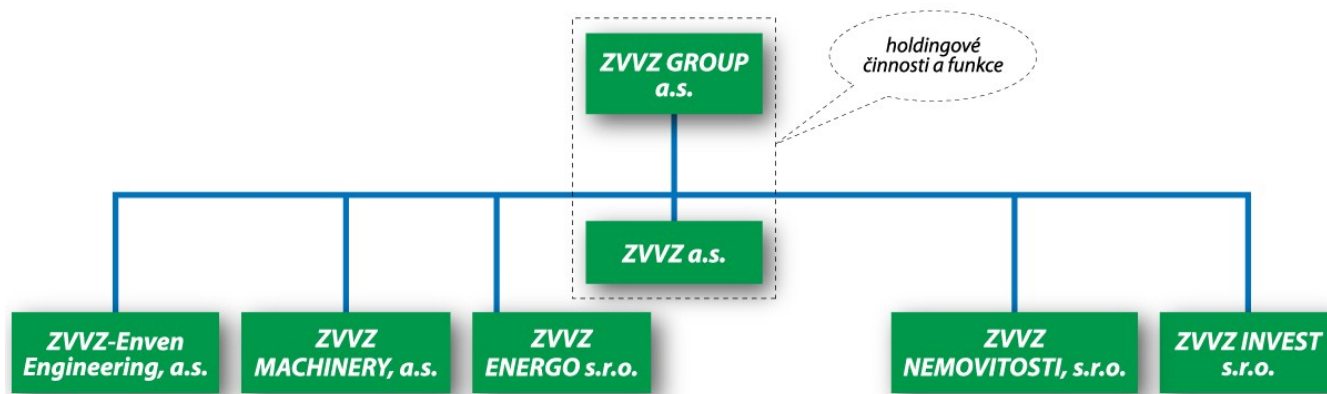 ZVVZ GROUP
a.s.
holdingové
činnosti a funkce
ZVVZ a.s.
ZVVZ-Enven
Engineering, a.s.
ZVVZ
MACHINERY, a.s.
ZVVZ
ENERGO s.r.o.
ZVVZ
NEMOVITOSTI, s.r.o.
ZVVZ INVEST
s.r.o.